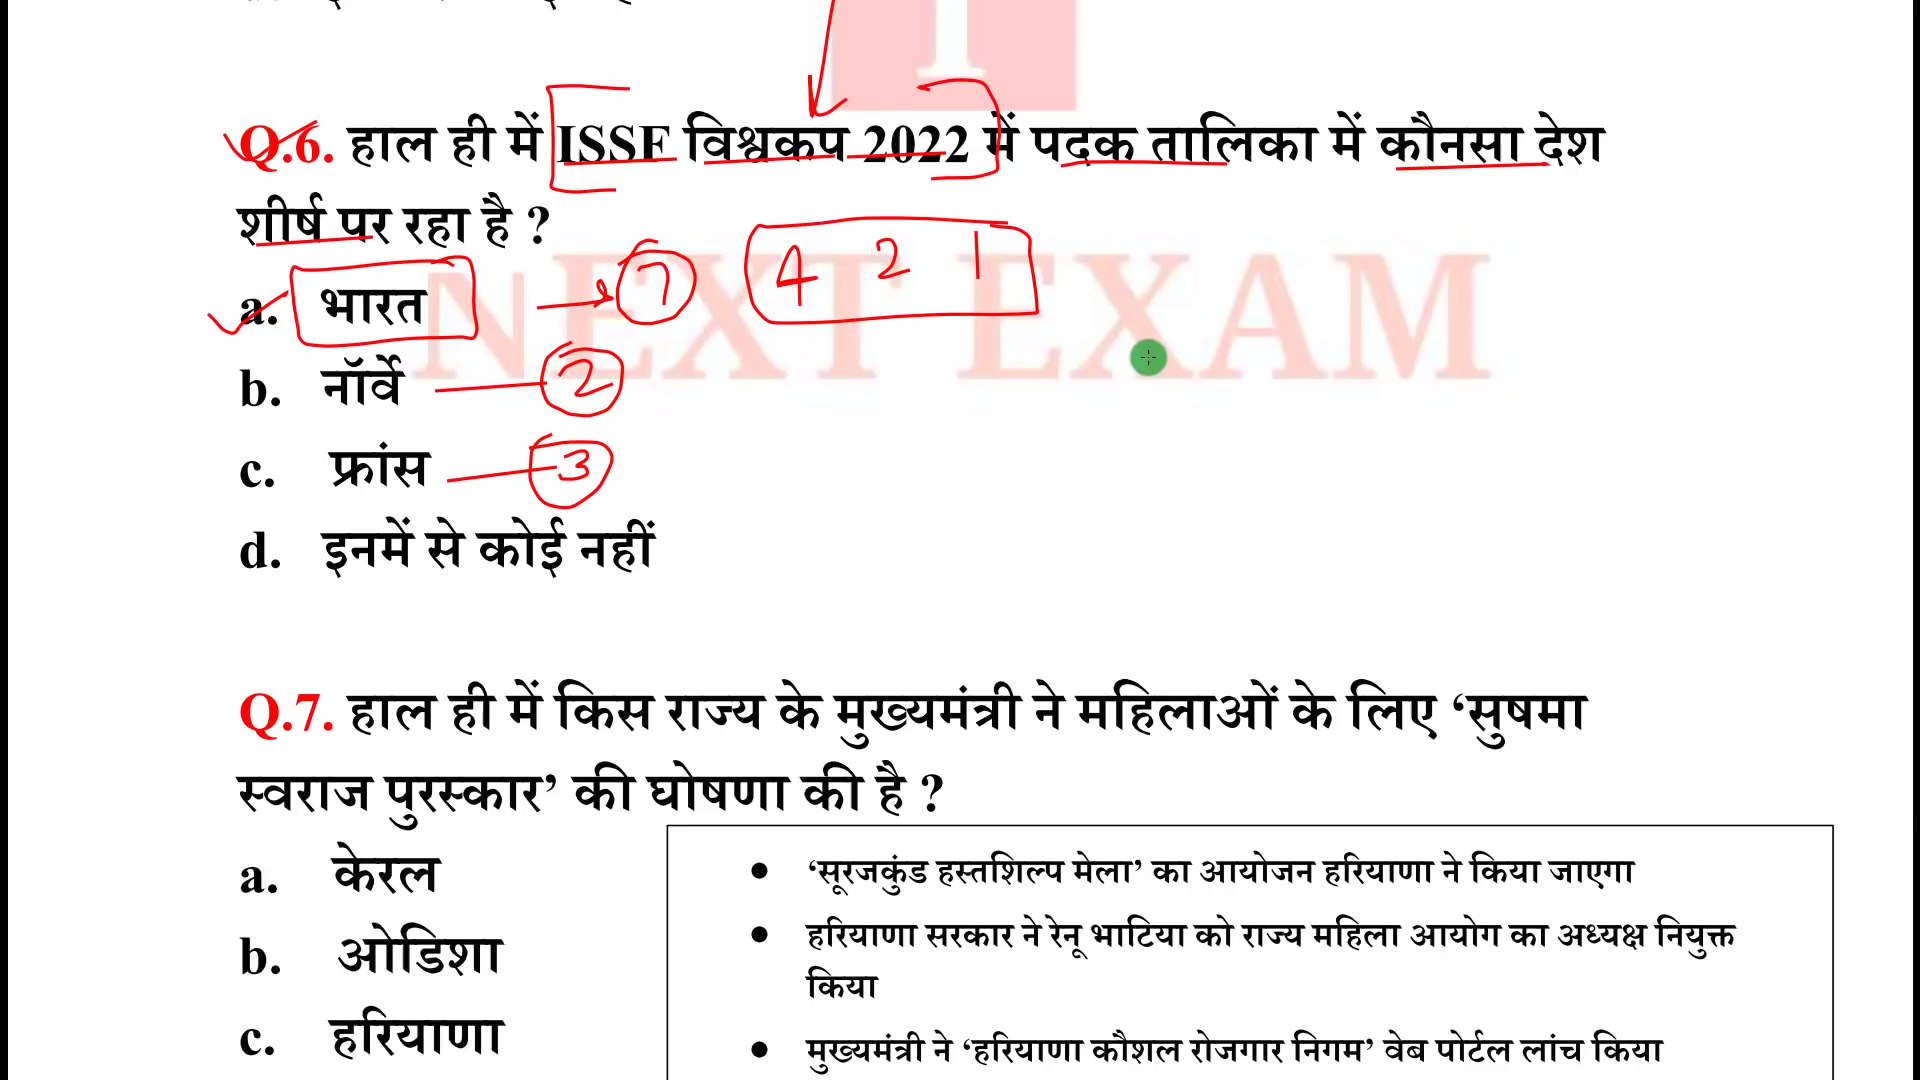 Q.6. हाल ही में ISSF विश्वकप 2022 में पदक तालिका में कौनसा देश
शीर्ष पर रहा है ?
a. भारत 7 4 2 1
b. नॉर्वे 2
c. फ्रांस 3
d. इनमें से कोई नहीं
NEXT EXAM
Q.7. हाल ही में किस राज्य के मुख्यमंत्री ने महिलाओं के लिए ‘सुषमा
स्वराज पुरस्कार’ की घोषणा की है ?
a. केरल
b. ओडिशा
c. हरियाणा
• ‘सूरजकुंड हस्तशिल्प मेला’ का आयोजन हरियाणा ने किया जाएगा
• हरियाणा सरकार ने रेनू भाटिया को राज्य महिला आयोग का अध्यक्ष नियुक्त
किया
• मुख्यमंत्री ने ‘हरियाणा कौशल रोजगार निगम’ वेब पोर्टल लांच किया